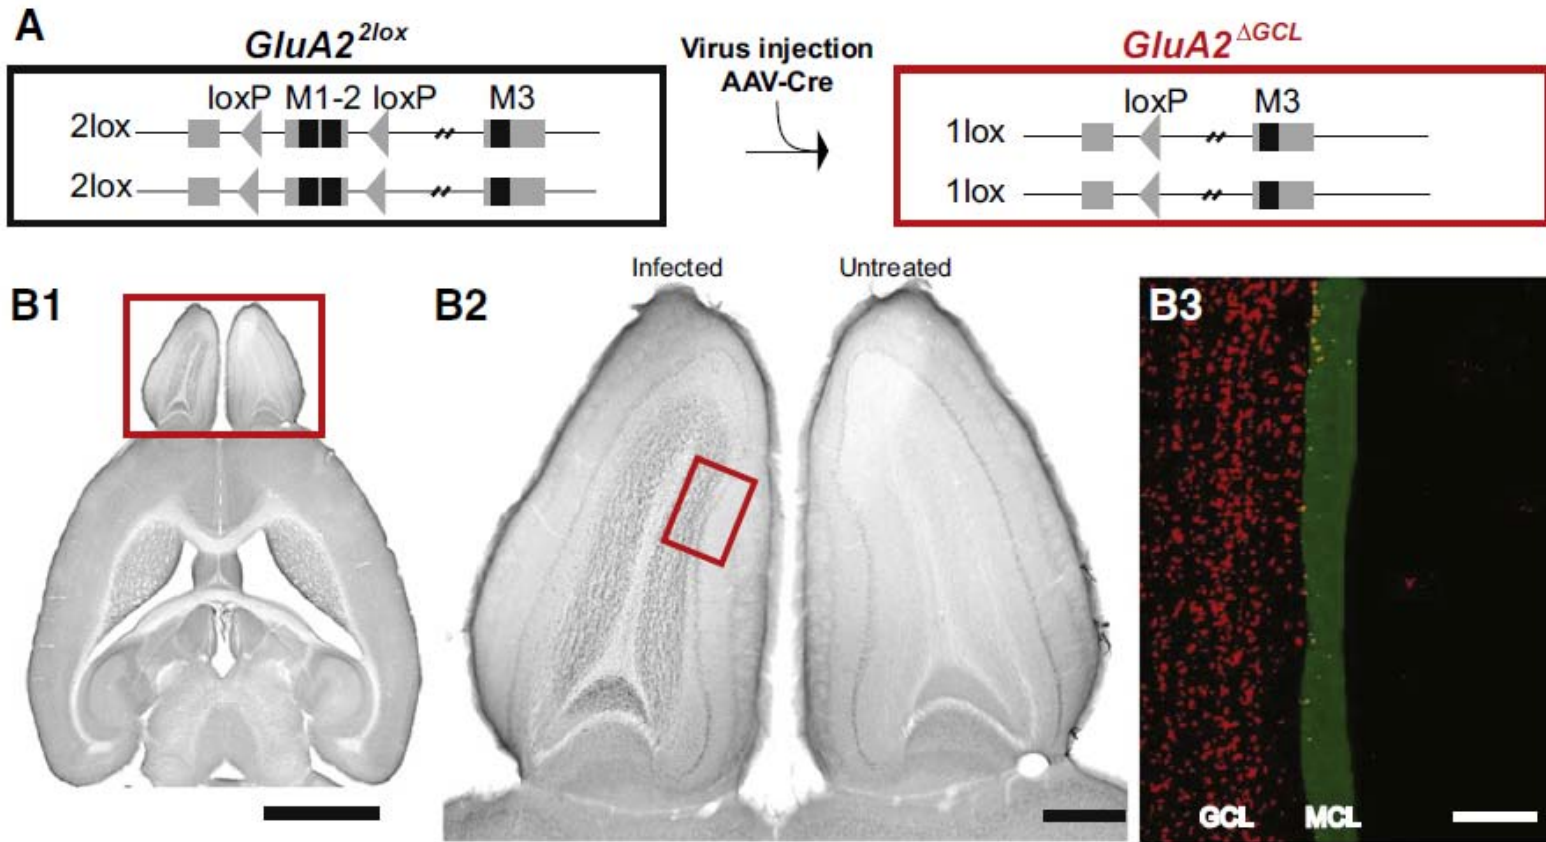 A
GluA2 2lox
Virus injection
AAV-Cre
GluA2 ΔGCL
loxP M1-2 loxP M3
2lox
2lox
loxP M3
1lox
1lox
B1
B2
Infected
Untreated
B3
GCL
MCL